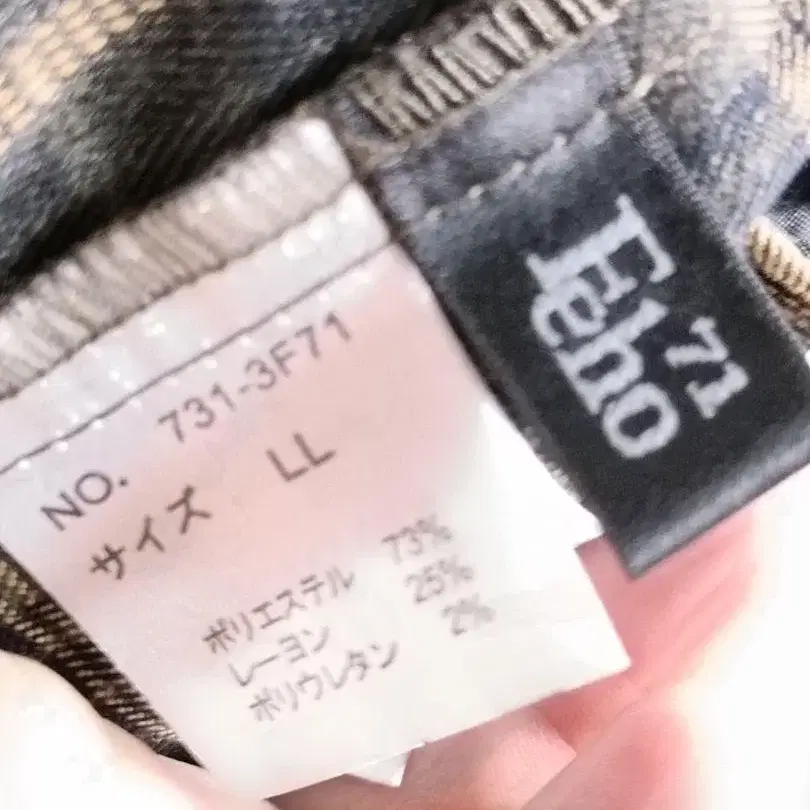 NO. 731-3F71
サイズ LL
ポリエステル 73%
レーヨン 25%
ポリウレタン 2%
Echo
'71